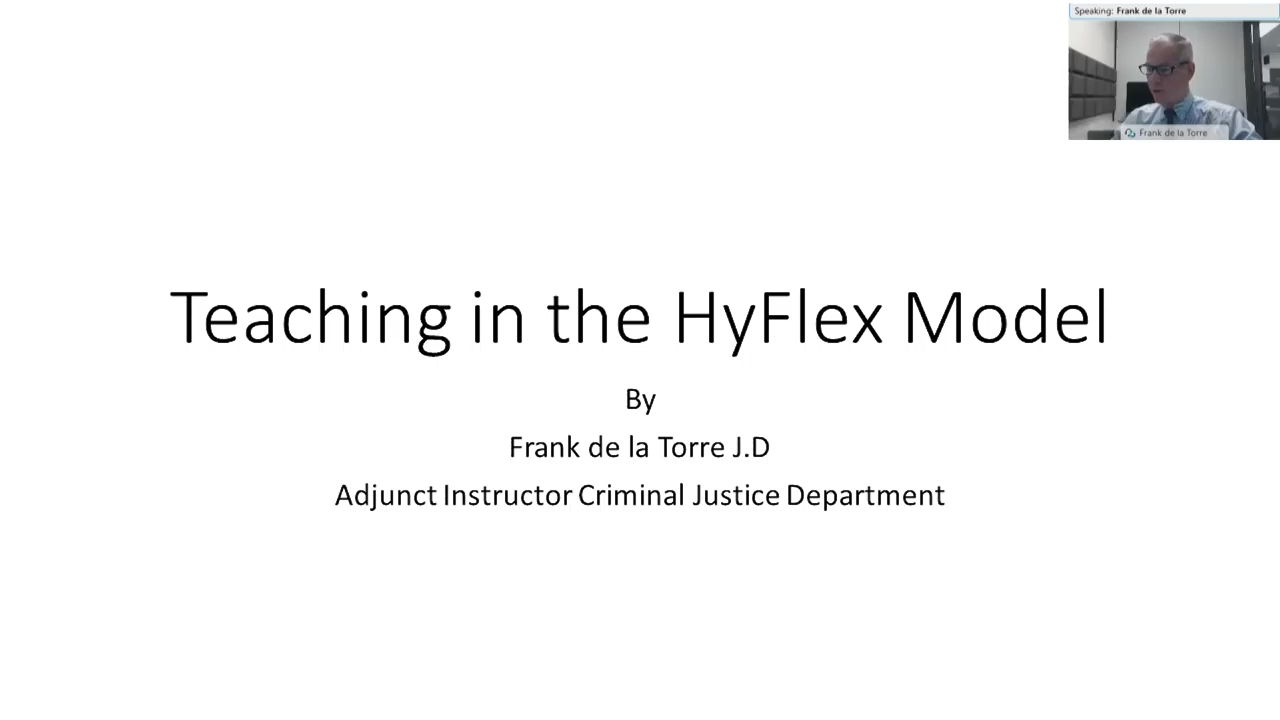 Speaking: Frank de la Torre
Frank de la Torre
Teaching in the HyFlex Model
By
Frank de la Torre J.D
Adjunct Instructor Criminal Justice Department